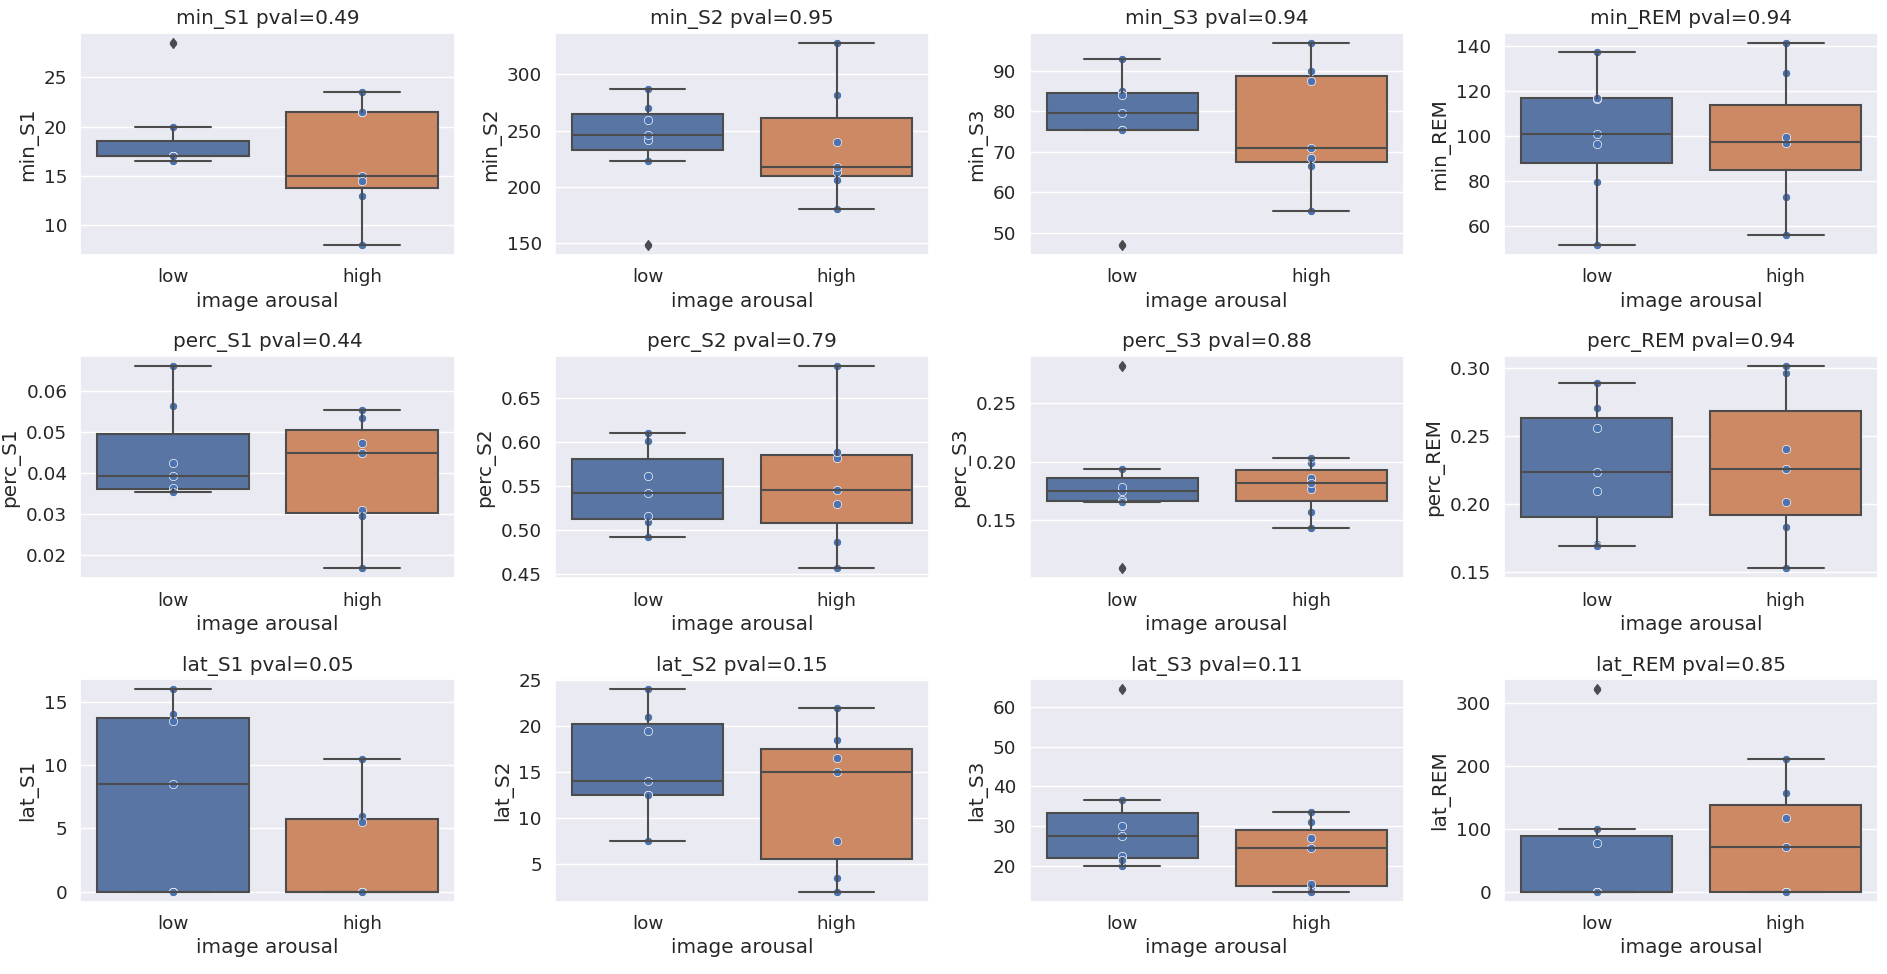 min_S1 pval=0.49
min_S2 pval=0.95
min_S3 pval=0.94
min_REM pval=0.94
min_S1
25
20
15
10
low
high
image arousal
min_S2
300
250
200
150
low
high
image arousal
min_S3
90
80
70
60
50
low
high
image arousal
min_REM
140
120
100
80
60
low
high
image arousal
perc_S1 pval=0.44
perc_S2 pval=0.79
perc_S3 pval=0.88
perc_REM pval=0.94
perc_S1
0.06
0.05
0.04
0.03
0.02
low
high
image arousal
perc_S2
0.65
0.60
0.55
0.50
0.45
low
high
image arousal
perc_S3
0.25
0.20
0.15
low
high
image arousal
perc_REM
0.30
0.25
0.20
0.15
low
high
image arousal
lat_S1 pval=0.05
lat_S2 pval=0.15
lat_S3 pval=0.11
lat_REM pval=0.85
lat_S1
15
10
5
0
low
high
image arousal
lat_S2
25
20
15
10
5
low
high
image arousal
lat_S3
60
50
40
30
20
low
high
image arousal
lat_REM
300
200
100
0
low
high
image arousal